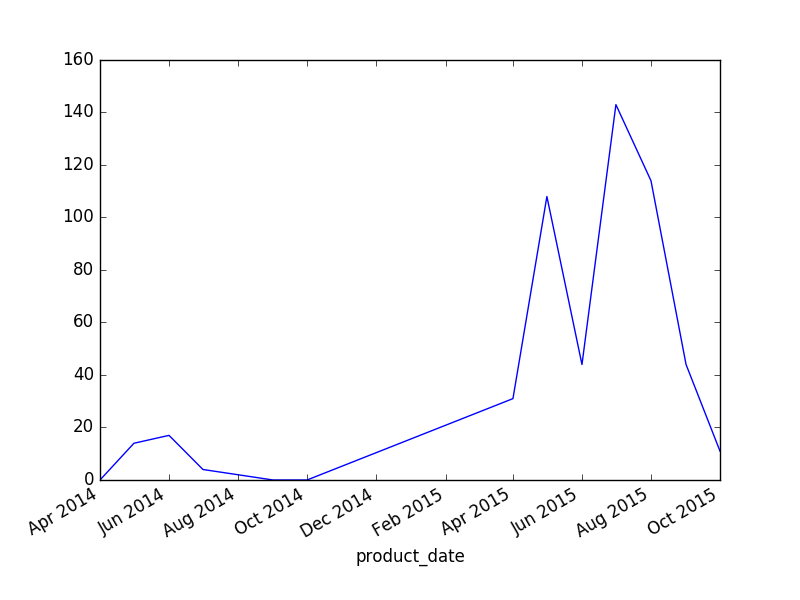 160
140
120
100
80
60
40
20
0
Apr 2014
Jun 2014
Aug 2014
Oct 2014
Dec 2014
Feb 2015
Apr 2015
Jun 2015
Aug 2015
Oct 2015
product_date